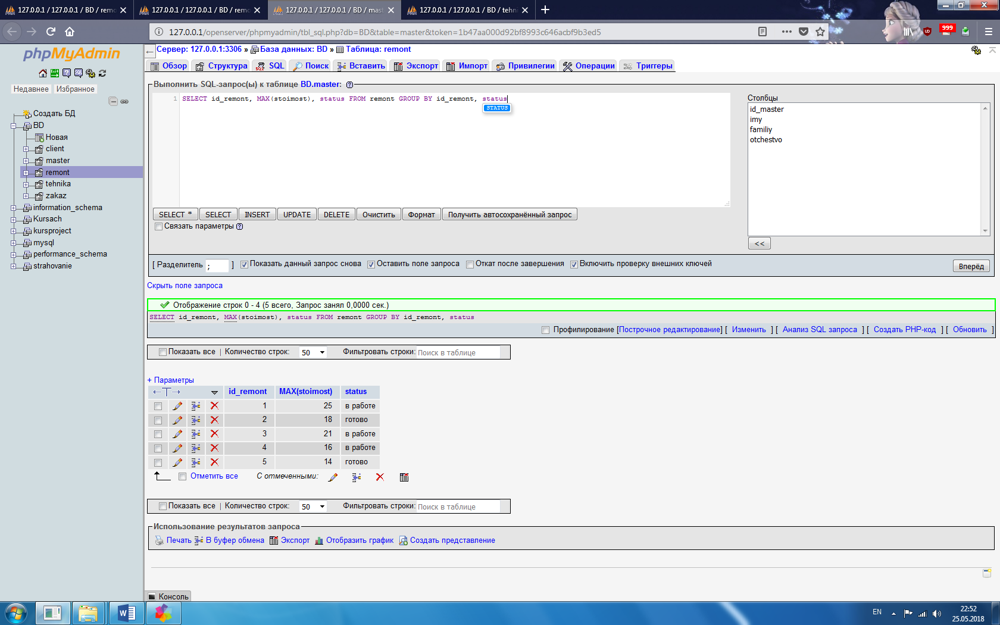 127.0.0.1 / 127.0.0.1 / BD / remo
127.0.0.1 / 127.0.0.1 / BD / remo
127.0.0.1 / 127.0.0.1 / BD / mast
127.0.0.1 / 127.0.0.1 / BD / tehni
127.0.0.1/openserver/phpmyadmin/tbl_sql.php?db=BD&table=master&token=1b47aa000d92bf8993c646acbf9b3ed5
999
phpMyAdmin
Недавнее Избранное
Создать БД
BD
Новая
client
master
remont
tehnika
zakaz
information_schema
Kursach
kursproject
mysql
performance_schema
strahovanie
Сервер: 127.0.0.1:3306 » База данных: BD » Таблица: remont
Обзор Структура SQL Поиск Вставить Экспорт Импорт Привилегии Операции Триггеры
Выполнить SQL-запрос(ы) к таблице BD.master:
1 SELECT id_remont, MAX(stoimost), status FROM remont GROUP BY id_remont, status
STATUS
Столбцы
id_master
imy
familiy
otchestvo
SELECT * SELECT INSERT UPDATE DELETE Очистить Формат Получить автосохранённый запрос
<<
Связать параметры
[ Разделитель ; ] Показать данный запрос снова Оставить поле запроса Откат после завершения Включить проверку внешних ключей Вперёд
Скрыть поле запроса
Отображение строк 0 - 4 (5 всего, Запрос занял 0,0000 сек.)
SELECT id_remont, MAX(stoimost), status FROM remont GROUP BY id_remont, status
Профилирование [Построчное редактирование] [ Изменить ] [ Анализ SQL запроса ] [ Создать PHP-код ] [ Обновить ]
Показать все | Количество строк: 50 Фильтровать строки: Поиск в таблице
+ Параметры
id_remont MAX(stoimost) status
1 25 в работе
2 18 готово
3 21 в работе
4 16 в работе
5 14 готово
Отметить все С отмеченными:
Показать все | Количество строк: 50 Фильтровать строки: Поиск в таблице
Использование результатов запроса
Печать В буфер обмена Экспорт Отобразить график Создать представление
Консоль
EN
22:52
25.05.2018